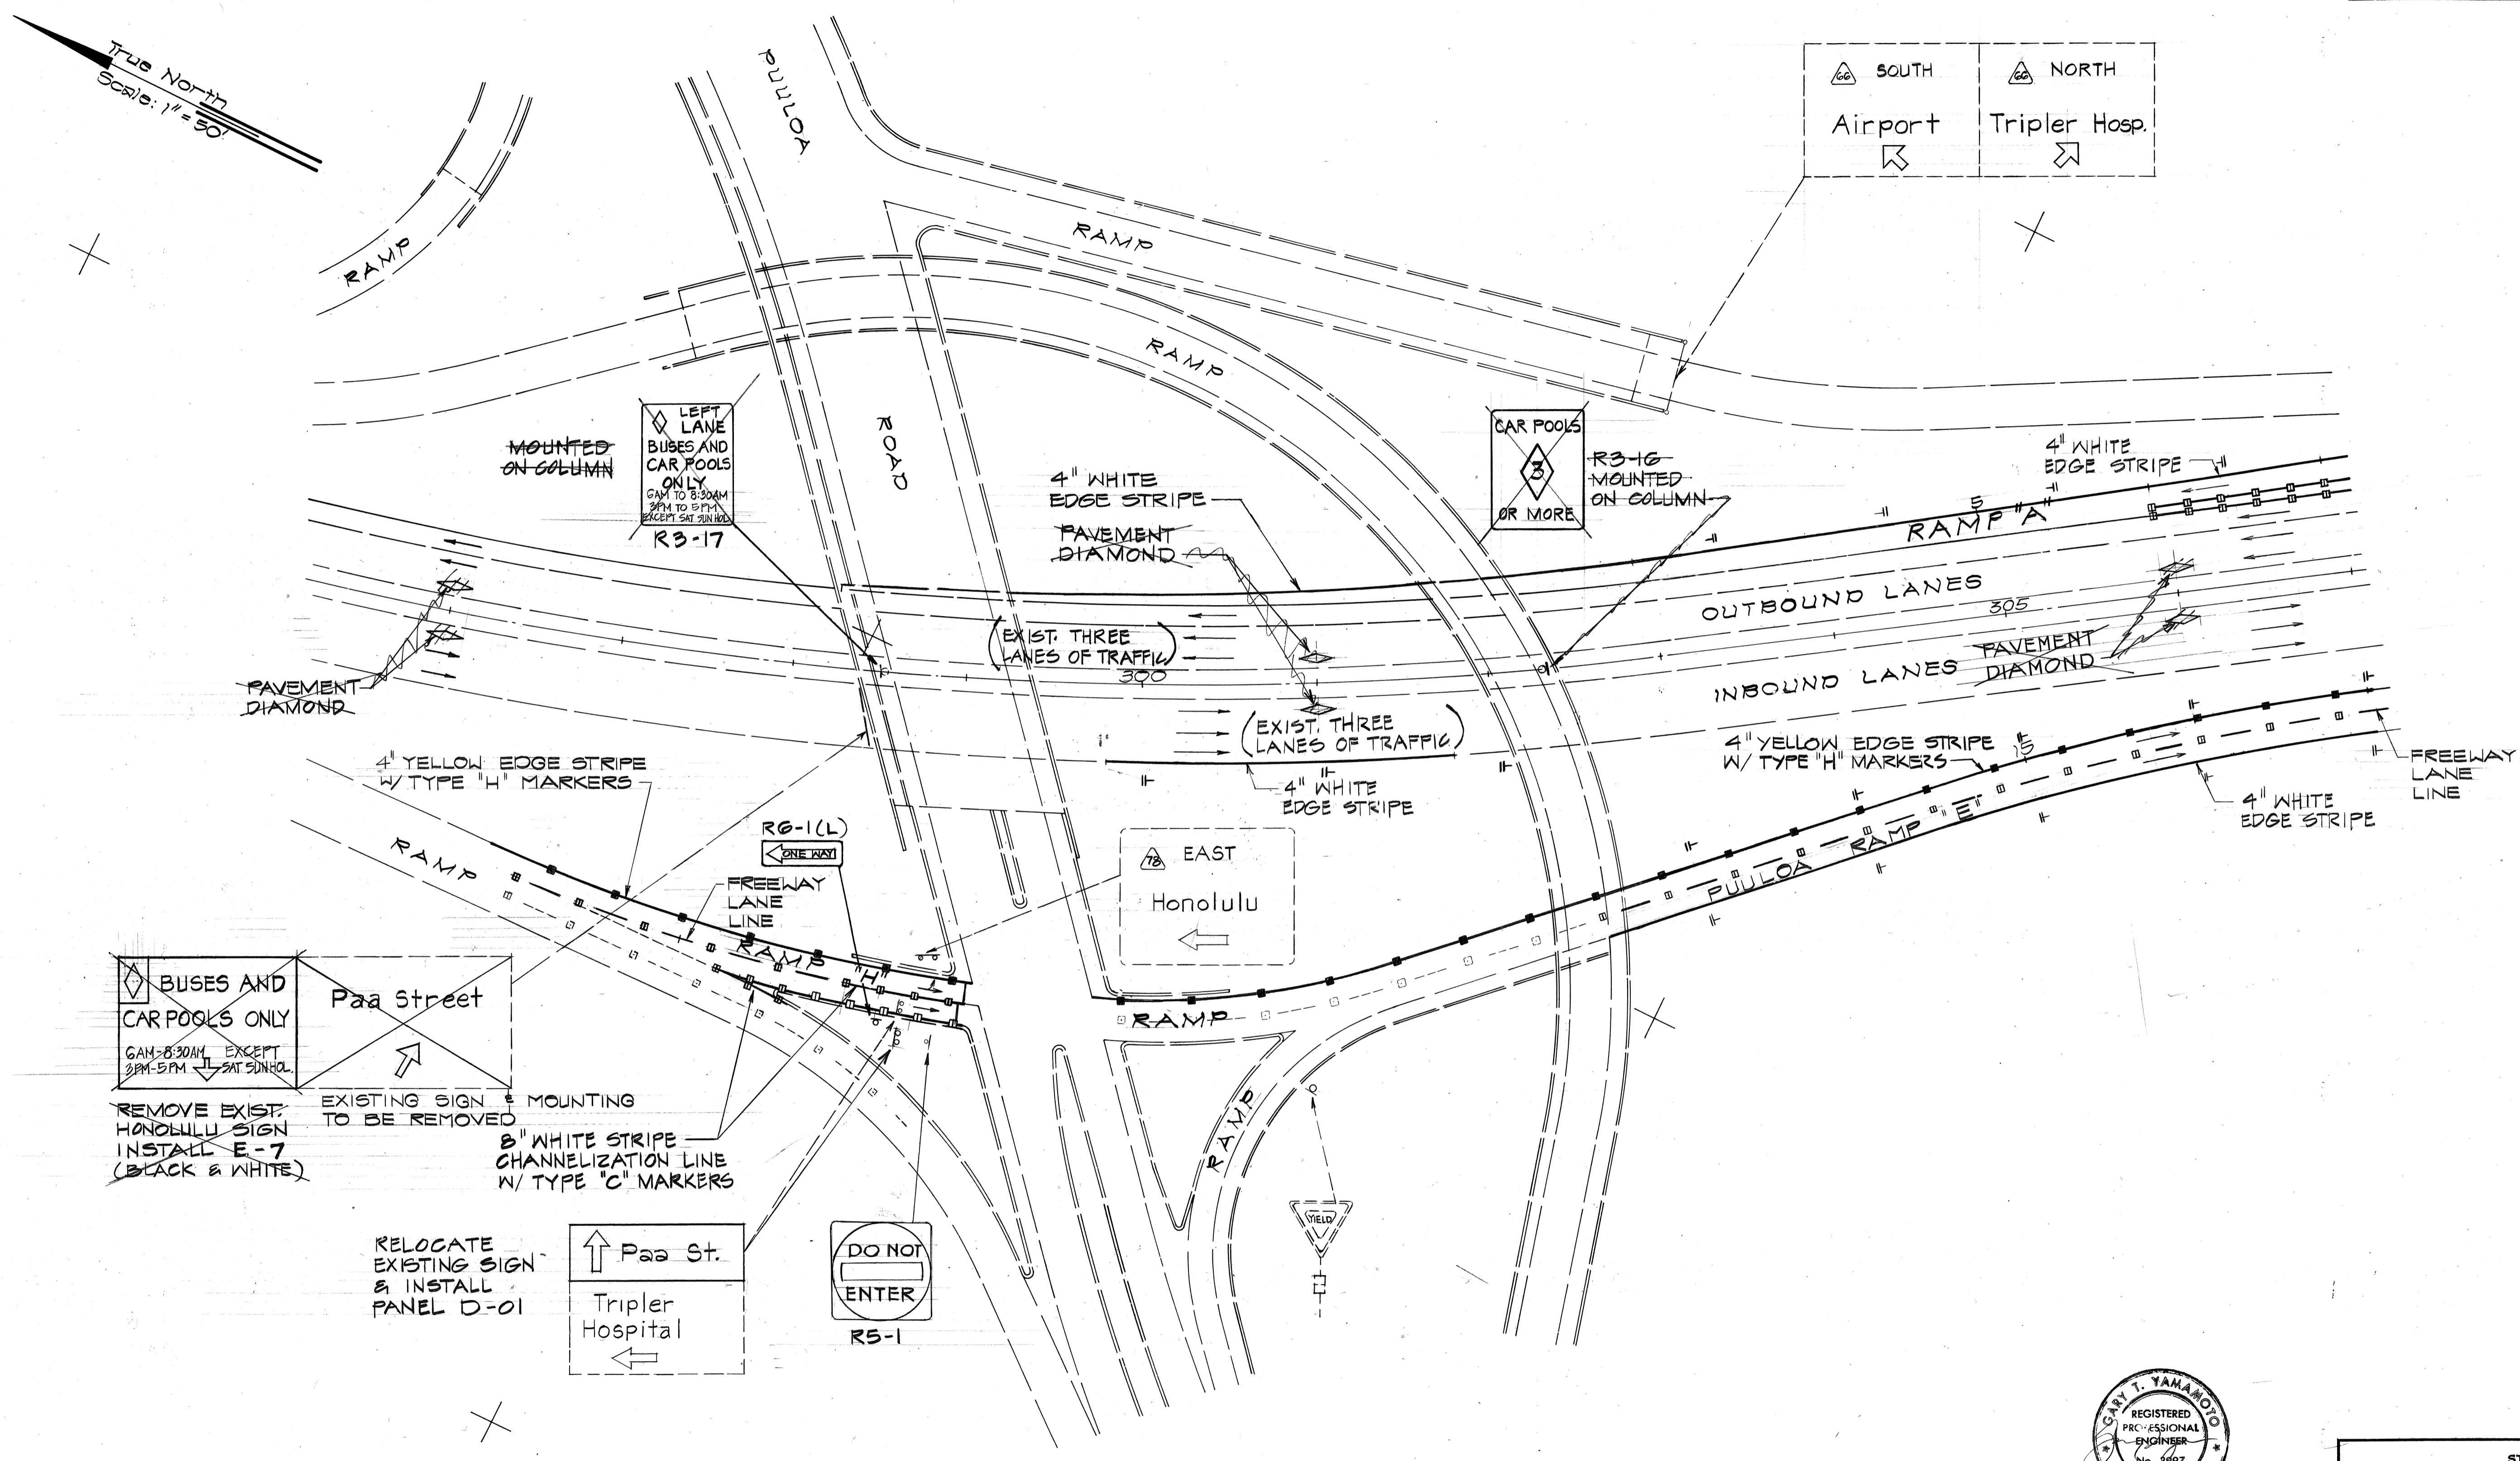 True North
Scale: 1" = 50'
PUULOA
66 SOUTH
Airport
66 NORTH
Tripler Hosp.
RAMP
RAMP
RAMP
LEFT
LANE
BUSES AND
CAR POOLS
ONLY
6AM TO 8:30AM
3PM TO 5PM
EXCEPT SAT SUN HOL
R3-17
MOUNTED
ON COLUMN
ROAD
4" WHITE
EDGE STRIPE
PAVEMENT
DIAMOND
CAR POOLS
3
OR MORE
R3-16
MOUNTED
ON COLUMN
4" WHITE
EDGE STRIPE
5
RAMP "A"
OUTBOUND LANES
305
INBOUND LANES
PAVEMENT
DIAMOND
(EXIST. THREE
LANES OF TRAFFIC)
300
(EXIST. THREE
LANES OF TRAFFIC)
PAVEMENT
DIAMOND
4" YELLOW EDGE STRIPE
W/ TYPE "H" MARKERS
4" WHITE
EDGE STRIPE
4" YELLOW EDGE STRIPE
W/ TYPE "H" MARKERS
15
FREEWAY
LANE
LINE
4" WHITE
EDGE STRIPE
PUULOA RAMP "E"
R6-1(L)
ONE WAY
FREEWAY
LANE
LINE
RAMP
RAMP "H"
78 EAST
Honolulu
RAMP
BUSES AND
CAR POOLS ONLY
6AM-8:30AM EXCEPT
3PM-5PM SAT SUN HOL.
Paa Street
REMOVE EXIST.
HONOLULU SIGN
INSTALL E-7
(BLACK & WHITE)
EXISTING SIGN & MOUNTING
TO BE REMOVED
8" WHITE STRIPE
CHANNELIZATION LINE
W/ TYPE "C" MARKERS
RAMP
YIELD
RELOCATE
EXISTING SIGN
& INSTALL
PANEL D-01
Paa St.
Tripler
Hospital
DO NOT
ENTER
R5-1
GARY T. YAMAMOTO
REGISTERED
PROFESSIONAL
ENGINEER